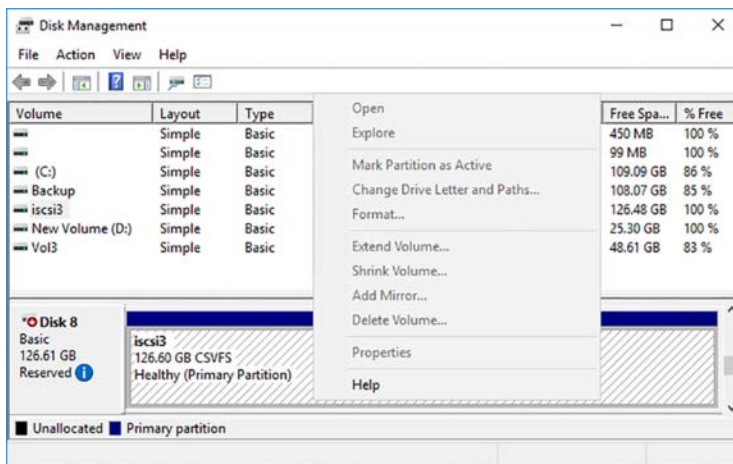 Disk Management
File Action View Help
Volume Layout Type Free Spa... % Free
Simple Basic 450 MB 100 %
Simple Basic 99 MB 100 %
(C:) Simple Basic 109.09 GB 86 %
Backup Simple Basic 108.07 GB 85 %
iscsi3 Simple Basic 126.48 GB 100 %
New Volume (D:) Simple Basic 25.30 GB 100 %
Vol3 Simple Basic 48.61 GB 83 %
Open
Explore
Mark Partition as Active
Change Drive Letter and Paths...
Format...
Extend Volume...
Shrink Volume...
Add Mirror...
Delete Volume...
Properties
Help
*Disk 8
Basic
126.61 GB
Reserved
iscsi3
126.60 GB CSVFS
Healthy (Primary Partition)
Unallocated Primary partition